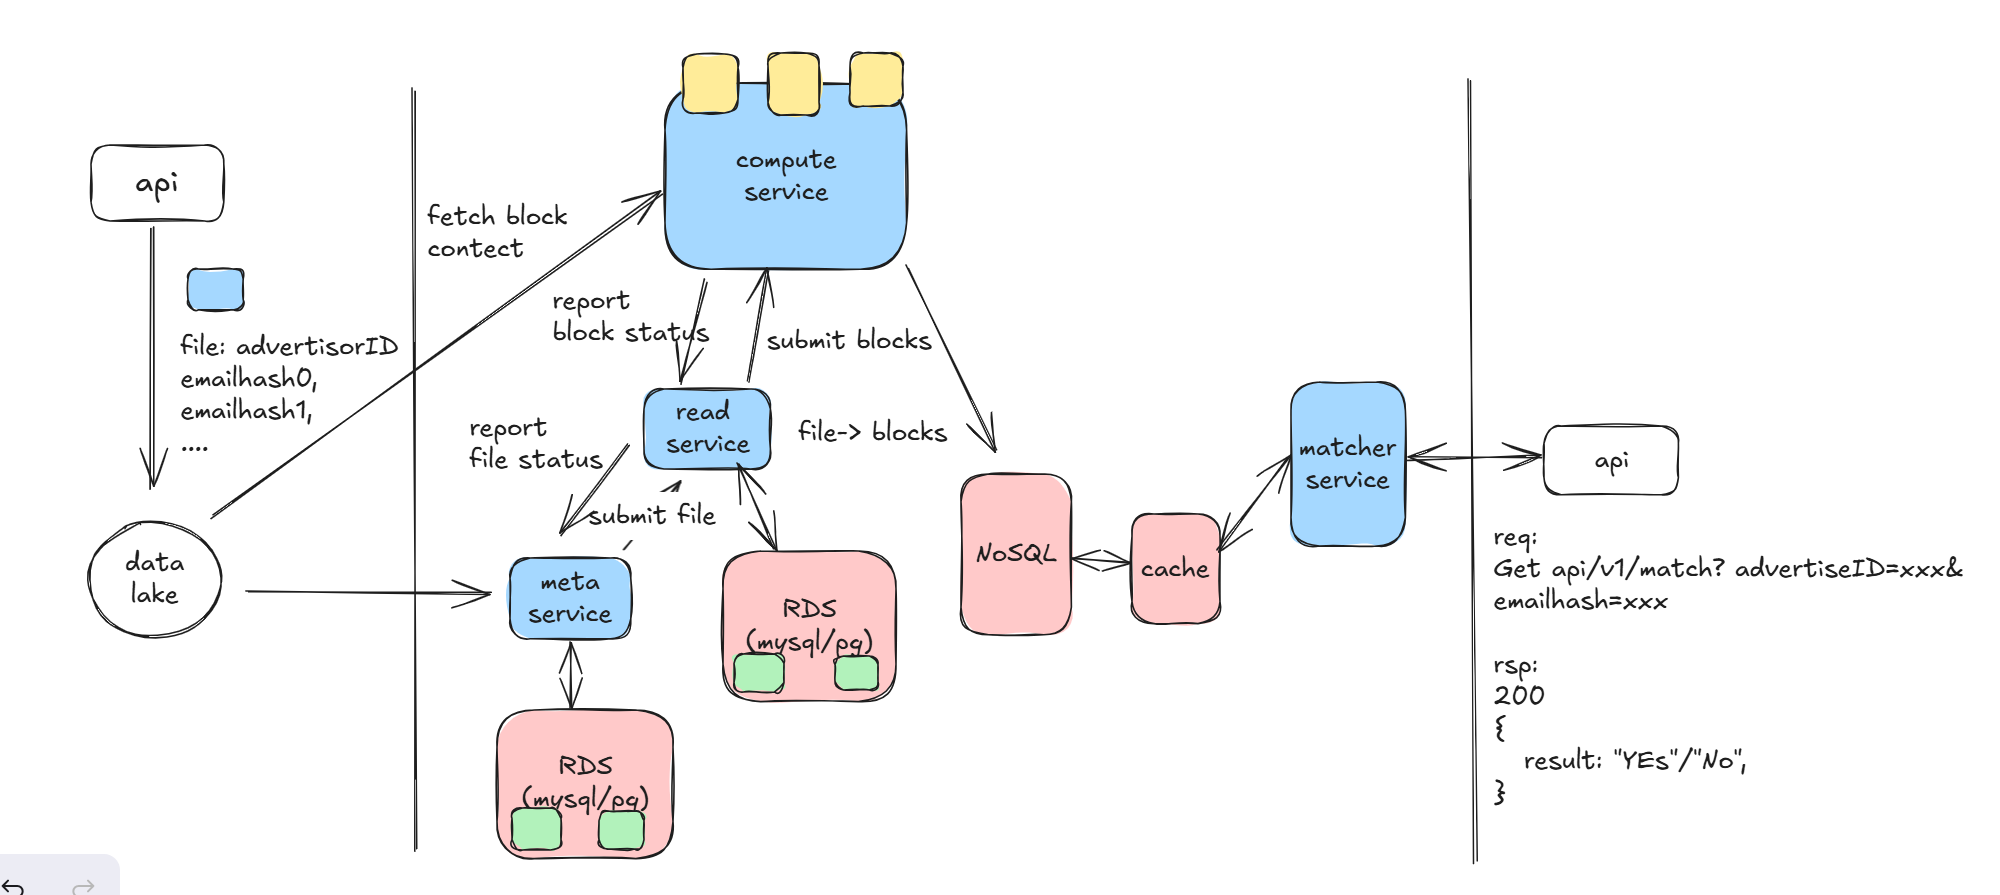 api
file: advertisorID
emailhash0,
emailhash1,
....
data
lake
fetch block
contect
compute
service
report
block status
submit blocks
read
service
file-> blocks
report
file status
submit file
meta
service
RDS
(mysql/pq)
RDS
(mysql/pq)
NoSQL
cache
matcher
service
api
req:
Get api/v1/match? advertiseID=xxx&
emailhash=xxx
rsp:
200
{
result: "YEs"/"No",
}